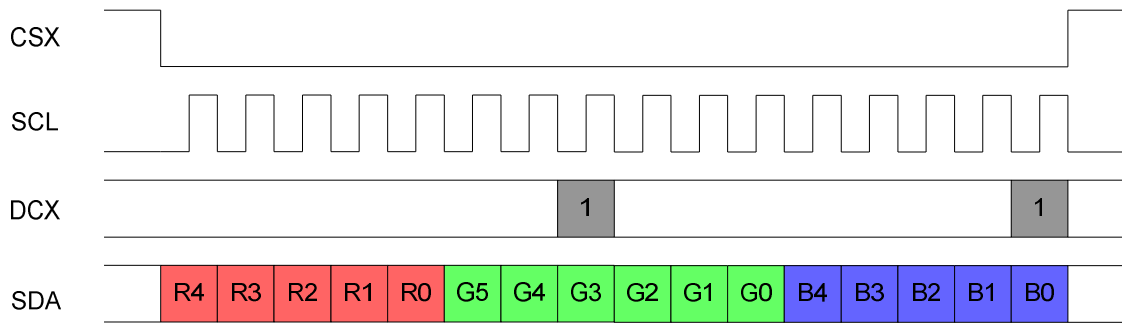 CSX
SCL
DCX 1 1
SDA R4 R3 R2 R1 R0 G5 G4 G3 G2 G1 G0 B4 B3 B2 B1 B0